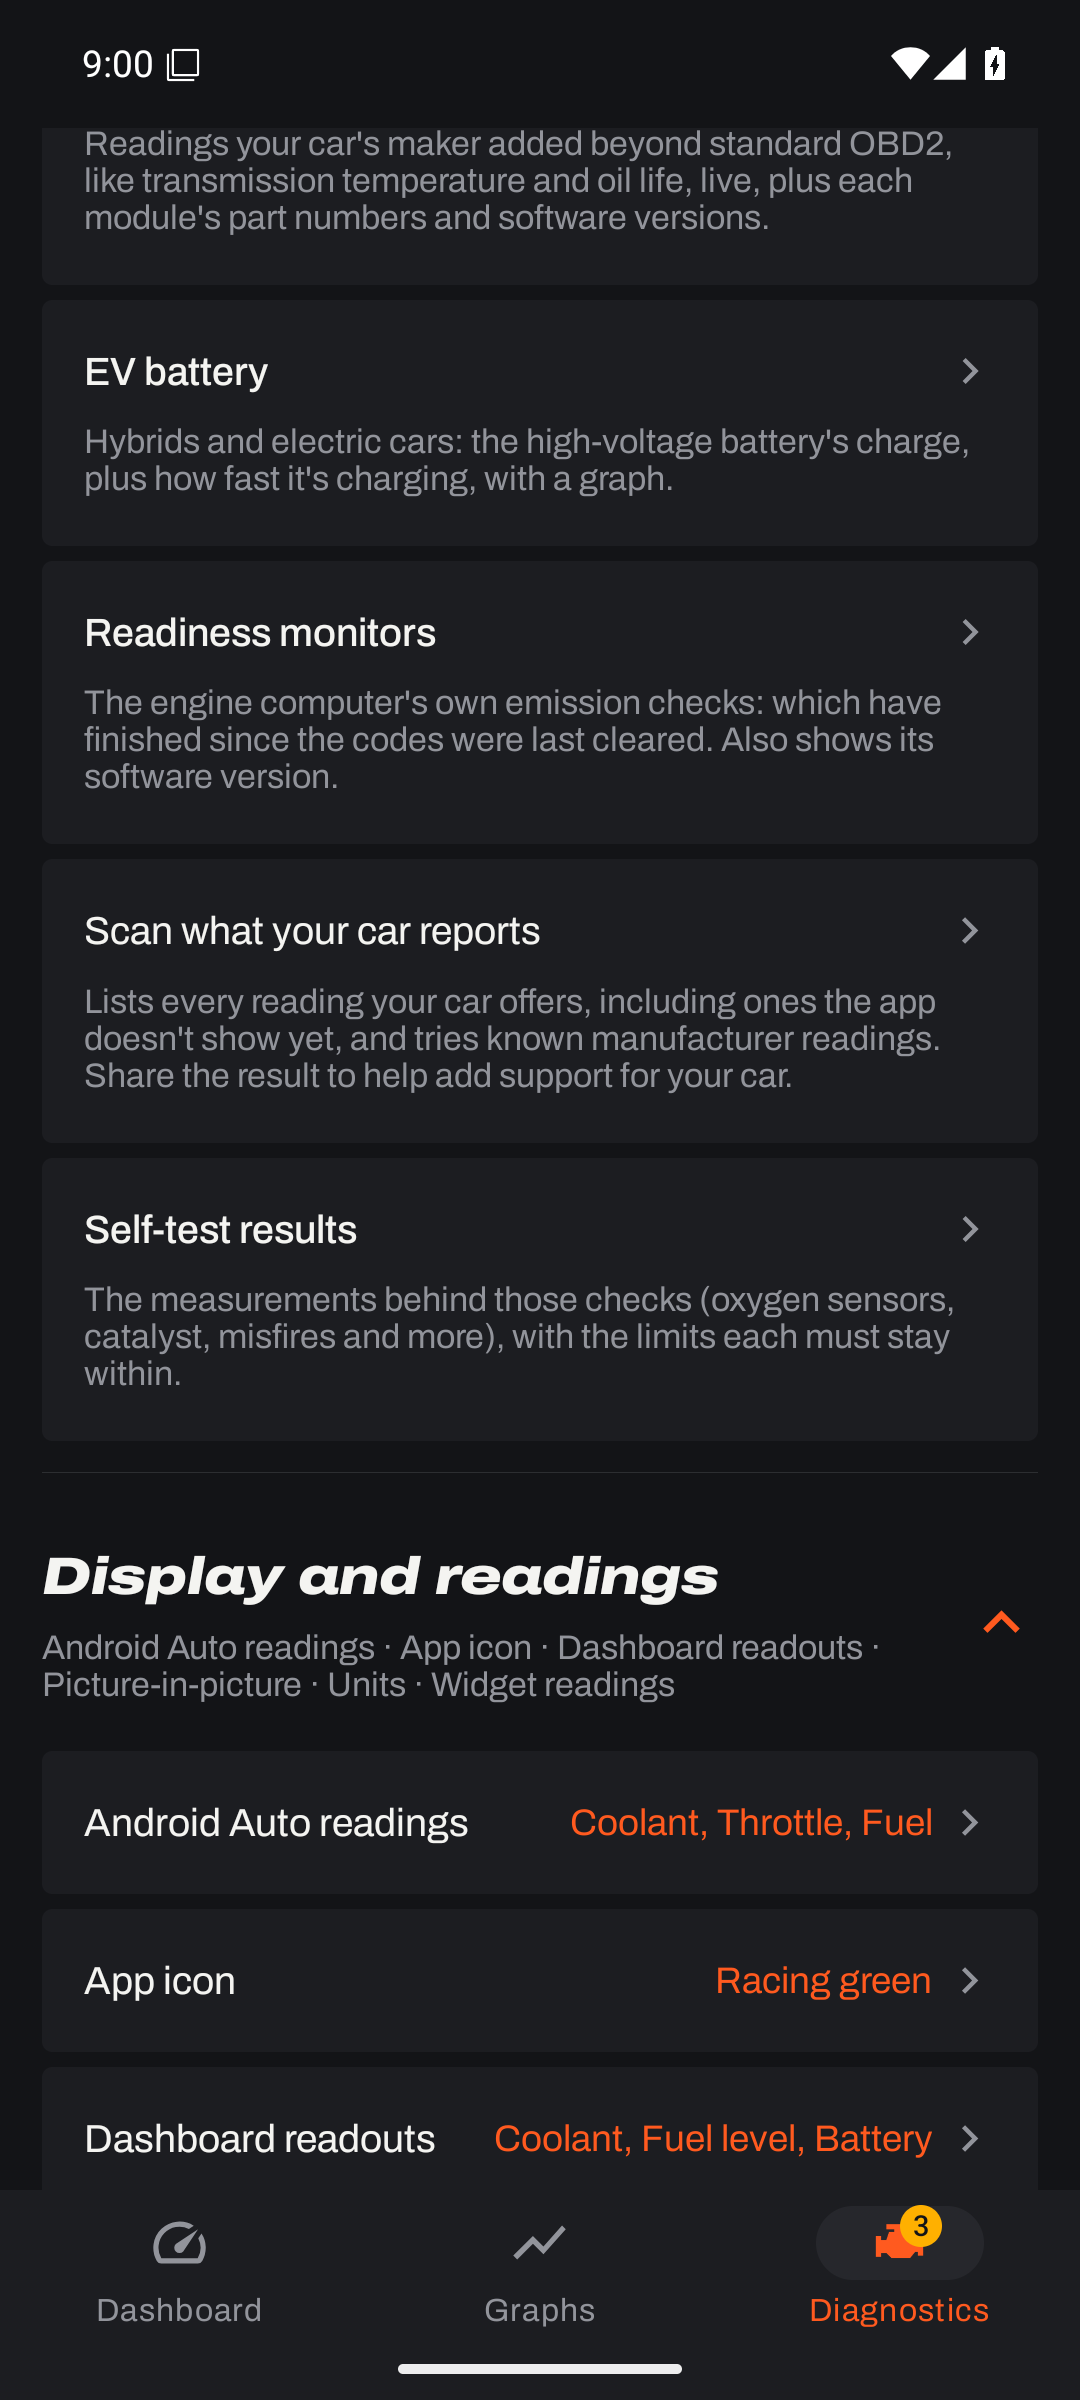 9:00
Readings your car's maker added beyond standard OBD2,
like transmission temperature and oil life, live, plus each
module's part numbers and software versions.
EV battery
Hybrids and electric cars: the high-voltage battery's charge,
plus how fast it's charging, with a graph.
Readiness monitors
The engine computer's own emission checks: which have
finished since the codes were last cleared. Also shows its
software version.
Scan what your car reports
Lists every reading your car offers, including ones the app
doesn't show yet, and tries known manufacturer readings.
Share the result to help add support for your car.
Self-test results
The measurements behind those checks (oxygen sensors,
catalyst, misfires and more), with the limits each must stay
within.
Display and readings
Android Auto readings · App icon · Dashboard readouts ·
Picture-in-picture · Units · Widget readings
Android Auto readings Coolant, Throttle, Fuel
App icon Racing green
Dashboard readouts Coolant, Fuel level, Battery
3
Dashboard Graphs Diagnostics